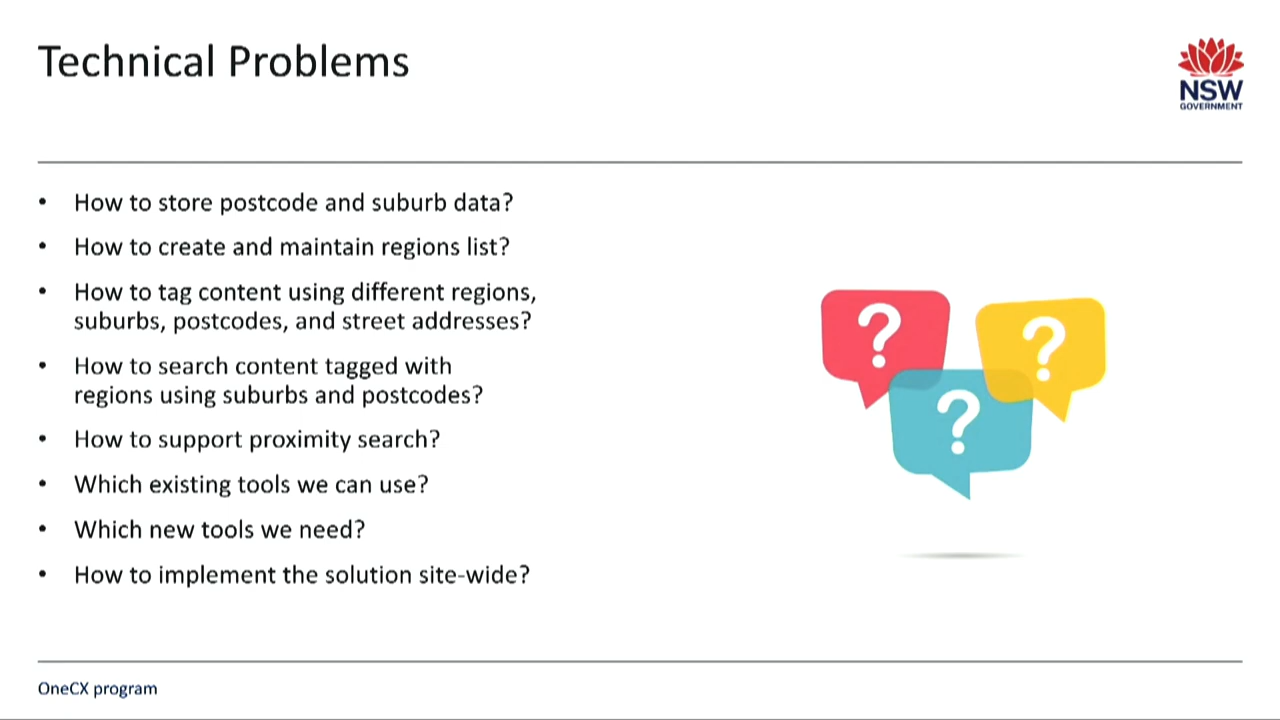 Technical Problems
NSW
GOVERNMENT
• How to store postcode and suburb data?
• How to create and maintain regions list?
• How to tag content using different regions,
suburbs, postcodes, and street addresses?
• How to search content tagged with
regions using suburbs and postcodes?
• How to support proximity search?
• Which existing tools we can use?
• Which new tools we need?
• How to implement the solution site-wide?
?
?
?
OneCX program